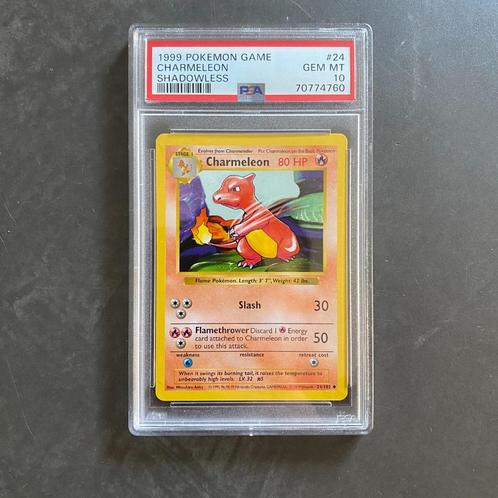 1999 POKEMON GAME #24
CHARMELEON GEM MT
SHADOWLESS PSA 10
70774760
Evolves from Charmander Put Charmeleon on the Basic Pokémon
STAGE 1
Charmeleon 80 HP
Flame Pokémon. Length: 3' 7", Weight: 42 lbs.
Slash 30
Flamethrower Discard 1 Energy
card attached to Charmeleon in order
to use this attack. 50
weakness resistance retreat cost
When it swings its burning tail, it raises the temperature to
unbearably high levels. LV. 32 #5
Illus. Mitsuhiro Arita 24/102